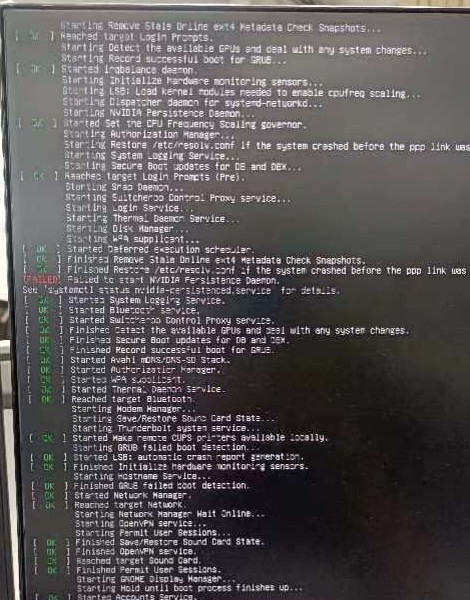 Starting Remove Stale Online ext4 Metadata Check Snapshots...
[ OK ] Reached target Login Prompts.
Starting Detect the available GPUs and deal with any system changes...
Starting Record successful boot for GRUB...
[ OK ] Started irqbalance daemon.
Starting Initialize hardware monitoring sensors...
Starting LSB: Load kernel modules needed to enable cpufreq scaling...
Starting Dispatcher daemon for systemd-networkd...
Starting NVIDIA Persistence Daemon...
[ OK ] Started Set the CPU Frequency Scaling governor.
Starting Authorization Manager...
Starting Restore /etc/resolv.conf if the system crashed before the ppp link was
Starting System Logging Service...
Starting Secure Boot updates for DB and DBX...
[ OK ] Reached target Login Prompts (Pre).
Starting Snap Daemon...
Starting Switcheroo Control Proxy service...
Starting Login Service...
Starting Thermal Daemon Service...
Starting Disk Manager...
Starting WPA supplicant...
[ OK ] Started Deferred execution scheduler.
[ OK ] Finished Remove Stale Online ext4 Metadata Check Snapshots.
[ OK ] Finished Restore /etc/resolv.conf if the system crashed before the ppp link was
[FAILED] Failed to start NVIDIA Persistence Daemon.
See 'systemctl status nvidia-persistenced.service' for details.
[ OK ] Started System Logging Service.
[ OK ] Started Bluetooth service.
[ OK ] Started Switcheroo Control Proxy service.
[ OK ] Finished Detect the available GPUs and deal with any system changes.
[ OK ] Finished Secure Boot updates for DB and DBX.
[ OK ] Finished Record successful boot for GRUB.
[ OK ] Started Avahi mDNS/DNS-SD Stack.
[ OK ] Started Authorization Manager.
[ OK ] Started WPA supplicant.
[ OK ] Started Thermal Daemon Service.
[ OK ] Reached target Bluetooth.
Starting Modem Manager...
Starting Save/Restore Sound Card State...
Starting Thunderbolt system service...
[ OK ] Started Make remote CUPS printers available locally.
Starting GRUB failed boot detection...
[ OK ] Started LSB: automatic crash report generation.
[ OK ] Finished Initialize hardware monitoring sensors.
Starting Hostname Service...
[ OK ] Finished GRUB failed boot detection.
[ OK ] Started Network Manager.
[ OK ] Reached target Network.
Starting Network Manager Wait Online...
Starting OpenVPN service...
Starting Permit User Sessions...
[ OK ] Finished Save/Restore Sound Card State.
[ OK ] Finished OpenVPN service.
[ OK ] Reached target Sound Card.
[ OK ] Finished Permit User Sessions.
Starting GNOME Display Manager...
Starting Hold until boot process finishes up...
[ OK ] Started Accounts Service.